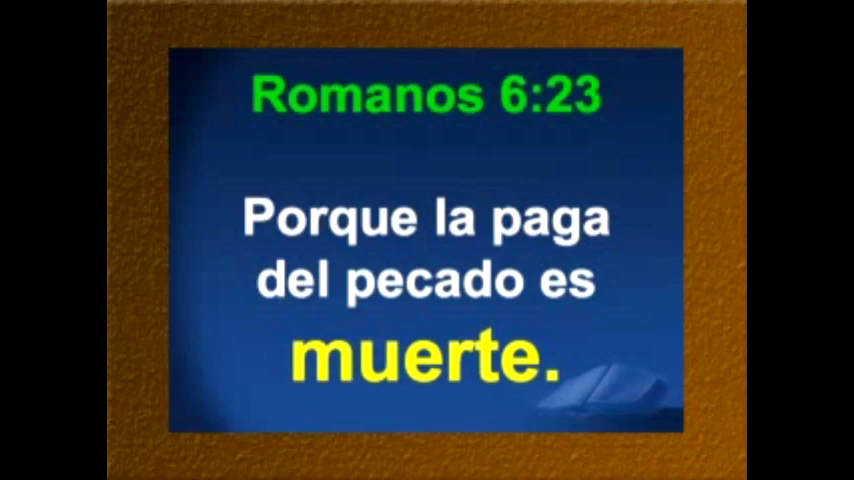 Romanos 6:23
Porque la paga
del pecado es
muerte.